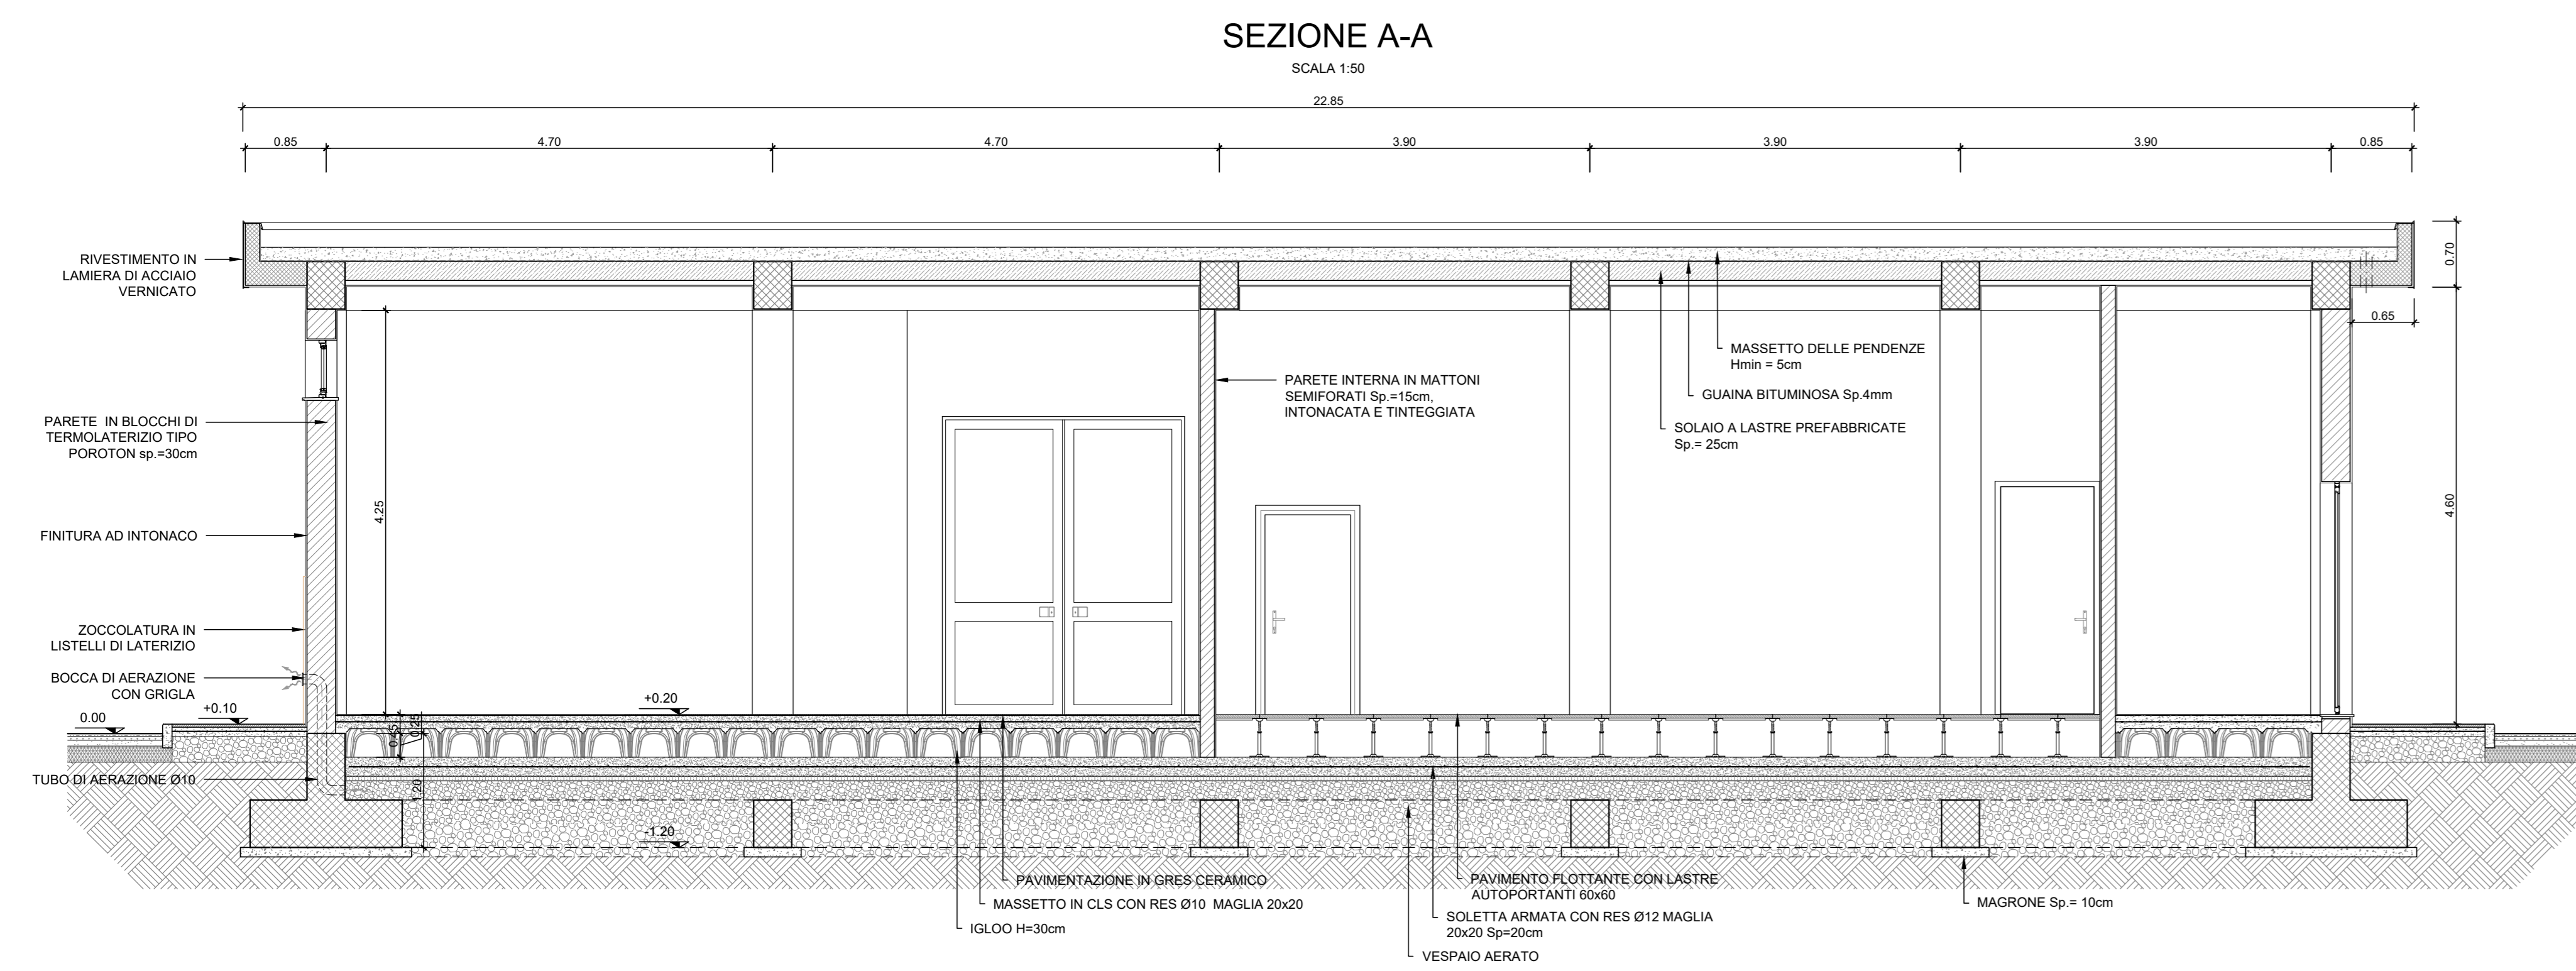 SEZIONE A-A
SCALA 1:50
22.85
0.85
4.70
4.70
3.90
3.90
3.90
0.85
0.70
RIVESTIMENTO IN
LAMIERA DI ACCIAIO
VERNICATO
0.65
MASSETTO DELLE PENDENZE
Hmin = 5cm
PARETE INTERNA IN MATTONI
SEMIFORATI Sp.=15cm,
INTONACATA E TINTEGGIATA
GUAINA BITUMINOSA Sp.4mm
SOLAIO A LASTRE PREFABBRICATE
Sp.= 25cm
PARETE IN BLOCCHI DI
TERMOLATERIZIO TIPO
POROTON sp.=30cm
4.25
4.60
FINITURA AD INTONACO
ZOCCOLATURA IN
LISTELLI DI LATERIZIO
BOCCA DI AERAZIONE
CON GRIGLA
+0.20
+0.10
0.00
0.25
0.45
TUBO DI AERAZIONE Ø10
1.20
-1.20
PAVIMENTAZIONE IN GRES CERAMICO
MASSETTO IN CLS CON RES Ø10 MAGLIA 20x20
IGLOO H=30cm
PAVIMENTO FLOTTANTE CON LASTRE
AUTOPORTANTI 60x60
SOLETTA ARMATA CON RES Ø12 MAGLIA
20x20 Sp=20cm
VESPAIO AERATO
MAGRONE Sp.= 10cm